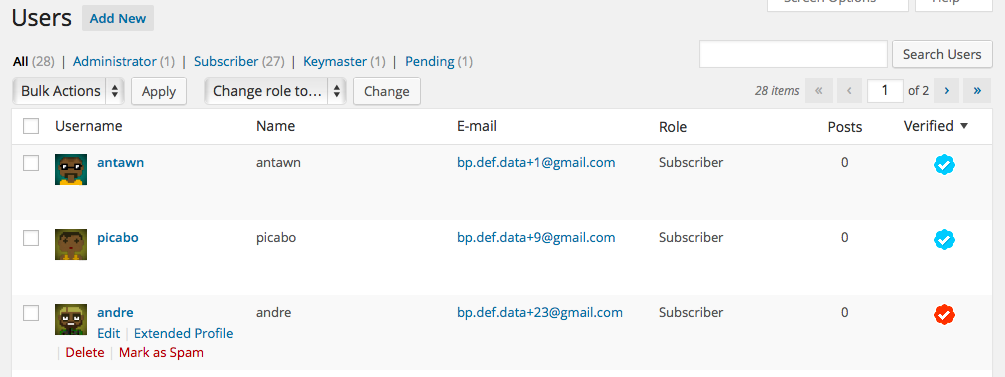 Screen Options Help
Users Add New
All (28) | Administrator (1) | Subscriber (27) | Keymaster (1) | Pending (1)
Search Users
Bulk Actions Apply Change role to... Change 28 items « ‹ 1 of 2 › »
Username Name E-mail Role Posts Verified
antawn antawn bp.def.data+1@gmail.com Subscriber 0
picabo picabo bp.def.data+9@gmail.com Subscriber 0
andre andre bp.def.data+23@gmail.com Subscriber 0
Edit | Extended Profile
| Delete | Mark as Spam